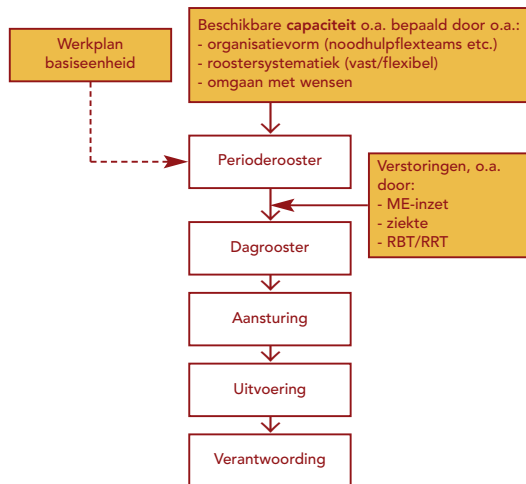 Werkplan
basiseenheid
Beschikbare capaciteit o.a. bepaald door o.a.:
- organisatievorm (noodhulpflexteams etc.)
- roostersystematiek (vast/flexibel)
- omgaan met wensen
Perioderooster
Verstoringen, o.a.
door:
- ME-inzet
- ziekte
- RBT/RRT
Dagrooster
Aansturing
Uitvoering
Verantwoording